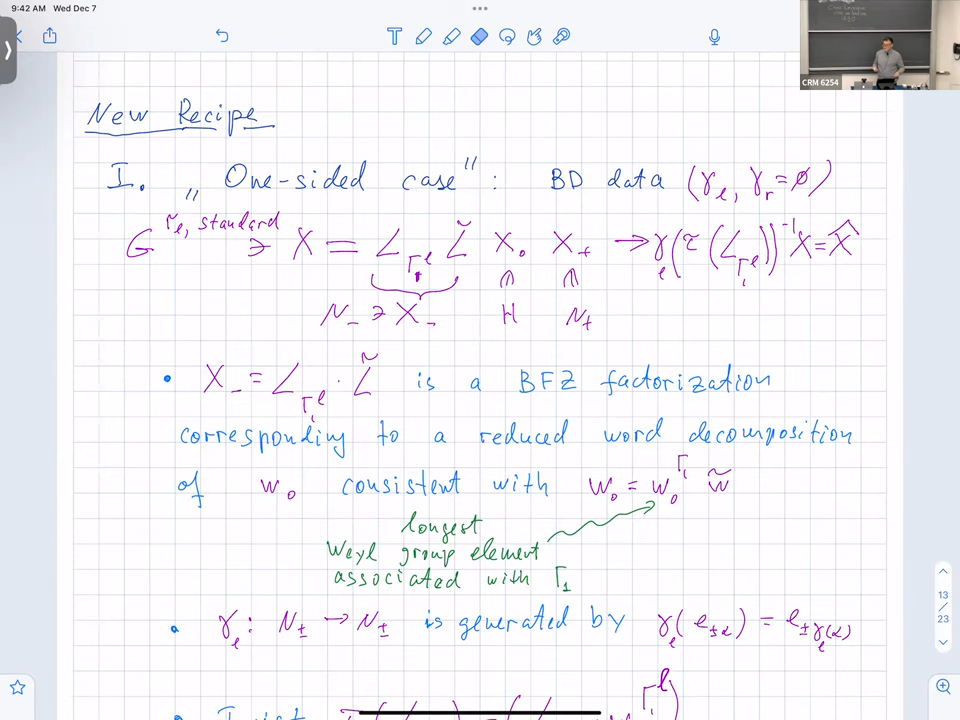 9:42 AM Wed Dec 7
CRM 6254
New Recipe
I. „One-sided case": BD data (γ_ℓ, γ_r = ∅)
G^{r_ℓ, standard} ∋ X = L_{Γ_1^ℓ} L̃ X_0 X_+ → γ_ℓ(τ(L_{Γ_1^ℓ}))^{-1} X = X̂
N_- ∋ X_- H N_+
• X_- = L_{Γ_1^ℓ} · L̃ is a BFZ factorization
corresponding to a reduced word decomposition
of w_0 consistent with w_0 = w_0^{Γ_1} w̃
longest
Weyl group element
associated with Γ_1
• γ_ℓ : N_± → N_± is generated by γ_ℓ(e_{±α}) = e_{±γ_ℓ(α)}
13
/
23